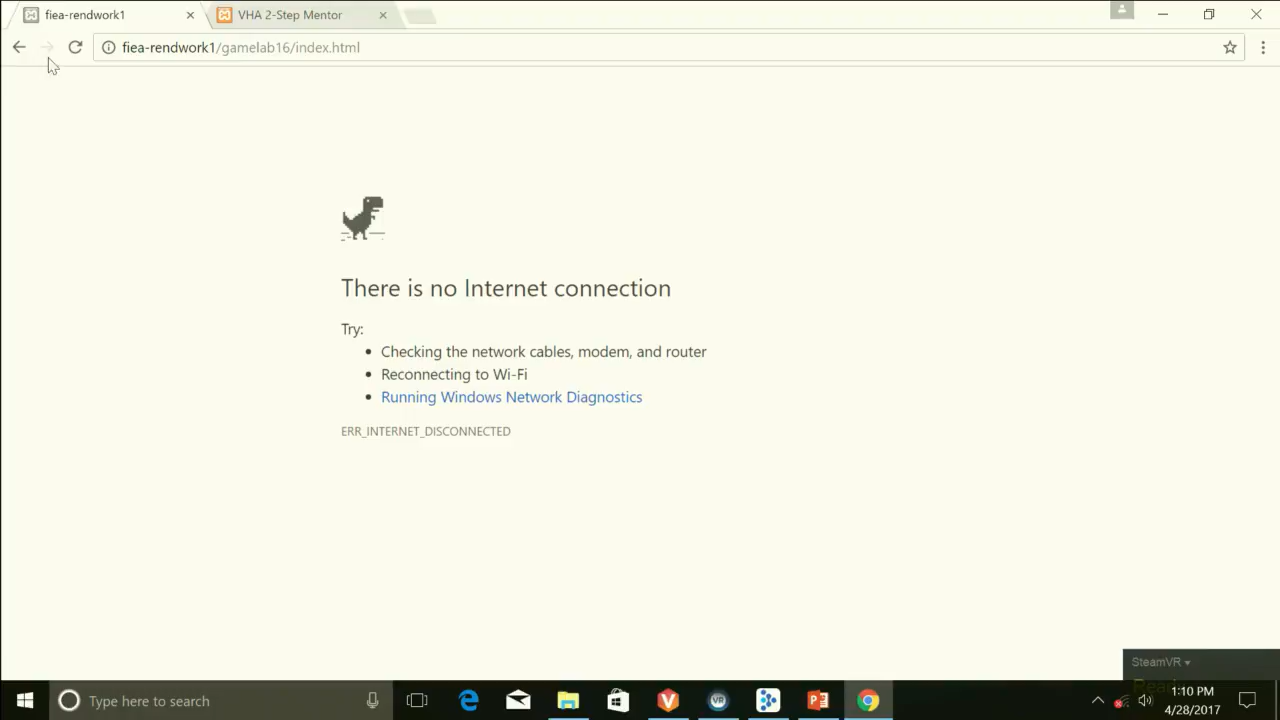 fiea-rendwork1
VHA 2-Step Mentor
fiea-rendwork1/gamelab16/index.html
There is no Internet connection
Try:
Checking the network cables, modem, and router
Reconnecting to Wi-Fi
Running Windows Network Diagnostics
ERR_INTERNET_DISCONNECTED
SteamVR
Type here to search
VR
1:10 PM
4/28/2017